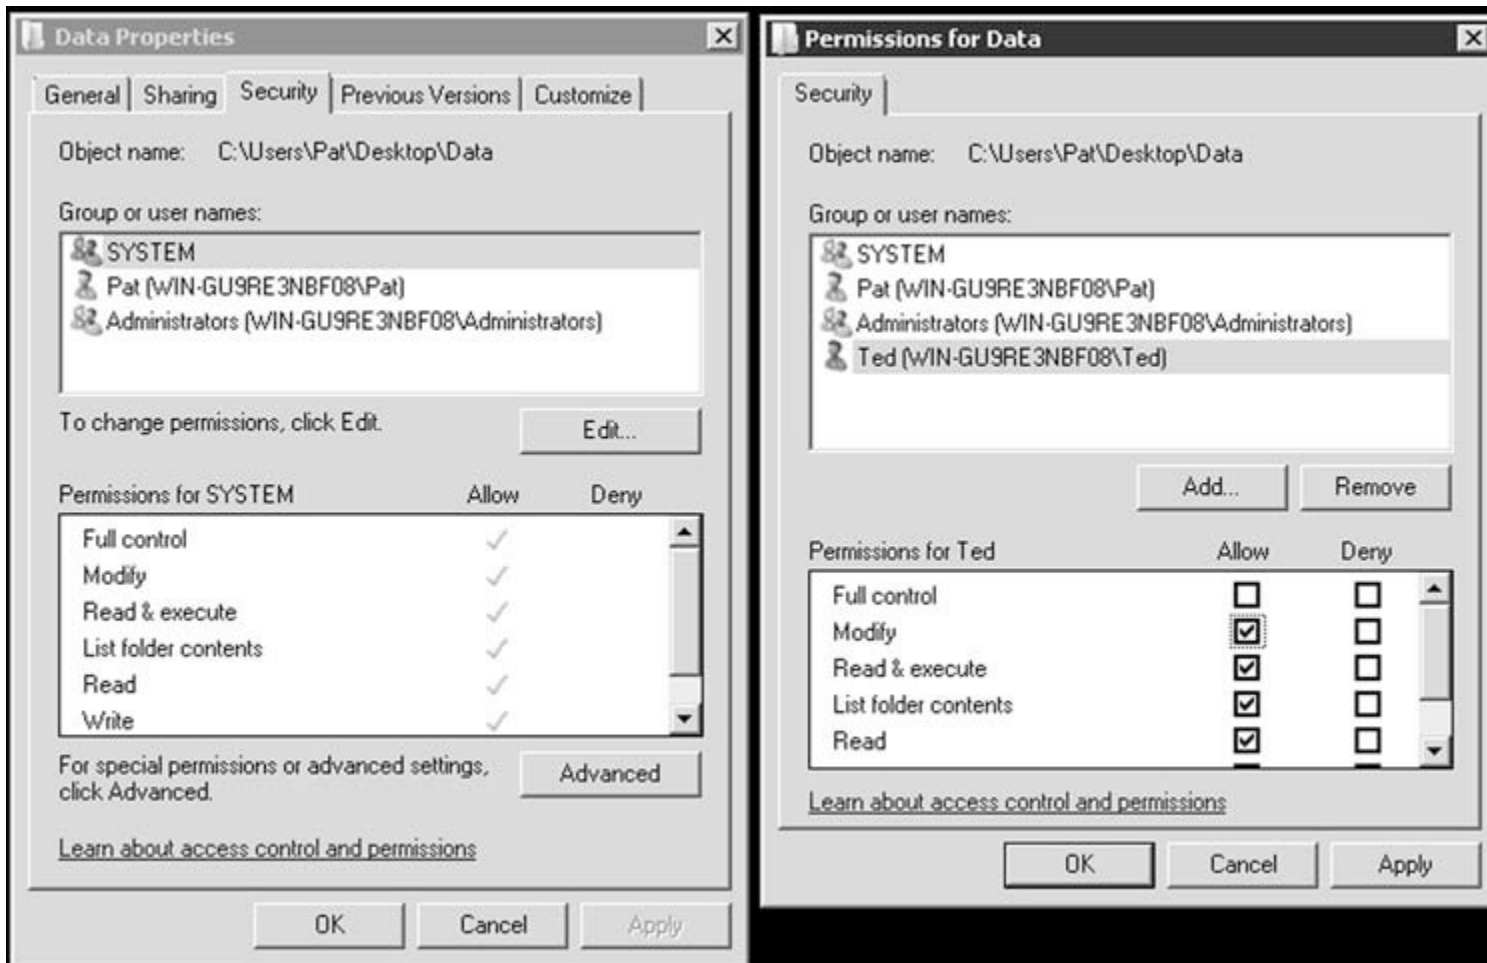 Data Properties
General
Sharing
Security
Previous Versions
Customize
Object name: C:\Users\Pat\Desktop\Data
Group or user names:
SYSTEM
Pat (WIN-GU9RE3NBF08\Pat)
Administrators (WIN-GU9RE3NBF08\Administrators)
To change permissions, click Edit.
Edit...
Permissions for SYSTEM Allow Deny
Full control
Modify
Read & execute
List folder contents
Read
Write
For special permissions or advanced settings,
click Advanced.
Advanced
Learn about access control and permissions
OK
Cancel
Apply
Permissions for Data
Security
Object name: C:\Users\Pat\Desktop\Data
Group or user names:
SYSTEM
Pat (WIN-GU9RE3NBF08\Pat)
Administrators (WIN-GU9RE3NBF08\Administrators)
Ted (WIN-GU9RE3NBF08\Ted)
Add...
Remove
Permissions for Ted Allow Deny
Full control
Modify
Read & execute
List folder contents
Read
Learn about access control and permissions
OK
Cancel
Apply